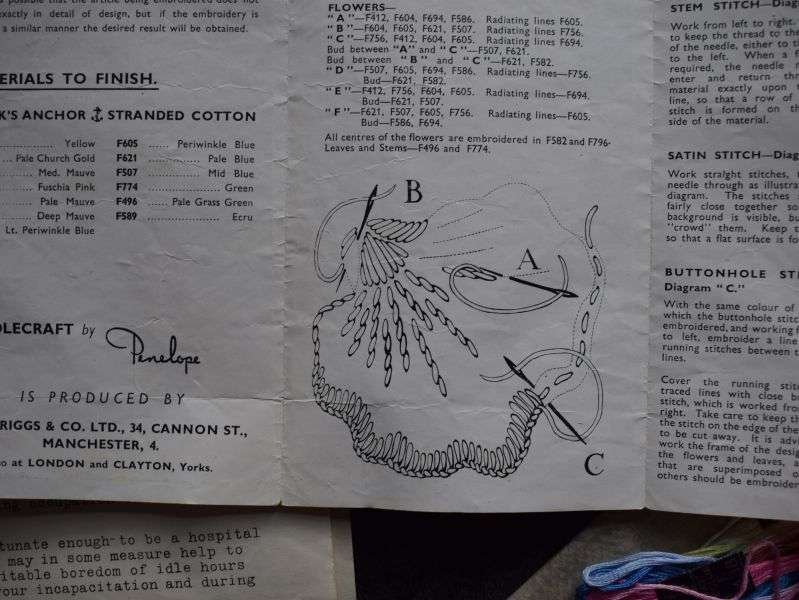 possible that the article being embroidered does not
exactly in detail of design, but if the embroidery is
a similar manner the desired result will be obtained.
ERIALS TO FINISH.
K'S ANCHOR STRANDED COTTON
Yellow F605 ...... Periwinkle Blue
...Pale Church Gold F621 ............ Pale Blue
...... Med. Mauve F507 ............ Mid Blue
...... Fuschia Pink F774 ................ Green
...... Pale Mauve F496 ... Pale Grass Green
...... Deep Mauve F589 .................. Ecru
Lt. Periwinkle Blue
DLECRAFT by Penelope
IS PRODUCED BY
RIGGS & CO. LTD., 34, CANNON ST.,
MANCHESTER, 4.
so at LONDON and CLAYTON, Yorks.
FLOWERS—
"A"—F412, F604, F694, F586. Radiating lines F605.
"B"—F604, F605, F621, F507. Radiating lines F756.
"C"—F756, F412, F604, F605. Radiating lines F694.
Bud between "A" and "C"—F507, F621.
Bud between "B" and "C"—F621, F582.
"D"—F507, F605, F694, F586. Radiating lines—F756.
Bud—F621, F582.
"E"—F412, F756, F604, F605. Radiating lines—F694.
Bud—F621, F507.
"F"—F621, F507, F605, F756. Radiating lines—F605.
Bud—F586, F694.
All centres of the flowers are embroidered in F582 and F796-
Leaves and Stems—F496 and F774.
B
A
C
STEM STITCH—Diag
Work from left to right.
to keep the thread to the
of the needle, either to t
to the left. When a f
required, the needle
enter and return thr
material exactly upon t
line, so that a row of
stitch is formed on th
side of the material.
SATIN STITCH—Diag
Work straight stitches,
needle through as illustra
diagram. The stitches
fairly close together so
background is visible, bu
"crowd" them. Keep t
so that a flat surface is fo
BUTTONHOLE STI
Diagram "C."
With the same colour of
which the buttonhole stitc
embroidered, and working f
to left, embroider a line
running stitches between t
lines.
Cover the running stitc
traced lines with close bu
stitch, which is worked from
right. Take care to keep th
the stitch on the edge of the
to be cut away. It is advi
work the frame of the desig
the flowers and leaves, a
that are superimposed o
others should be embroider
tunate enough to be a hospital
may in some measure help to
itable boredom of idle hours
our incapacitation and during